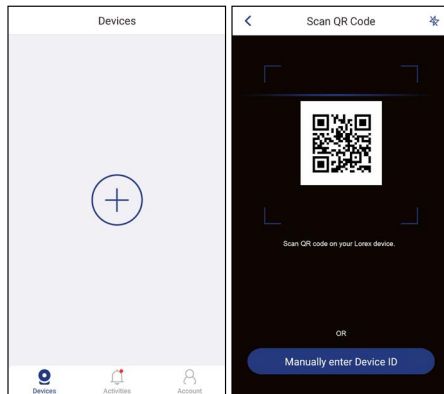 Devices
Devices
Activities
Account
Scan QR Code
Scan QR code on your Lorex device.
OR
Manually enter Device ID